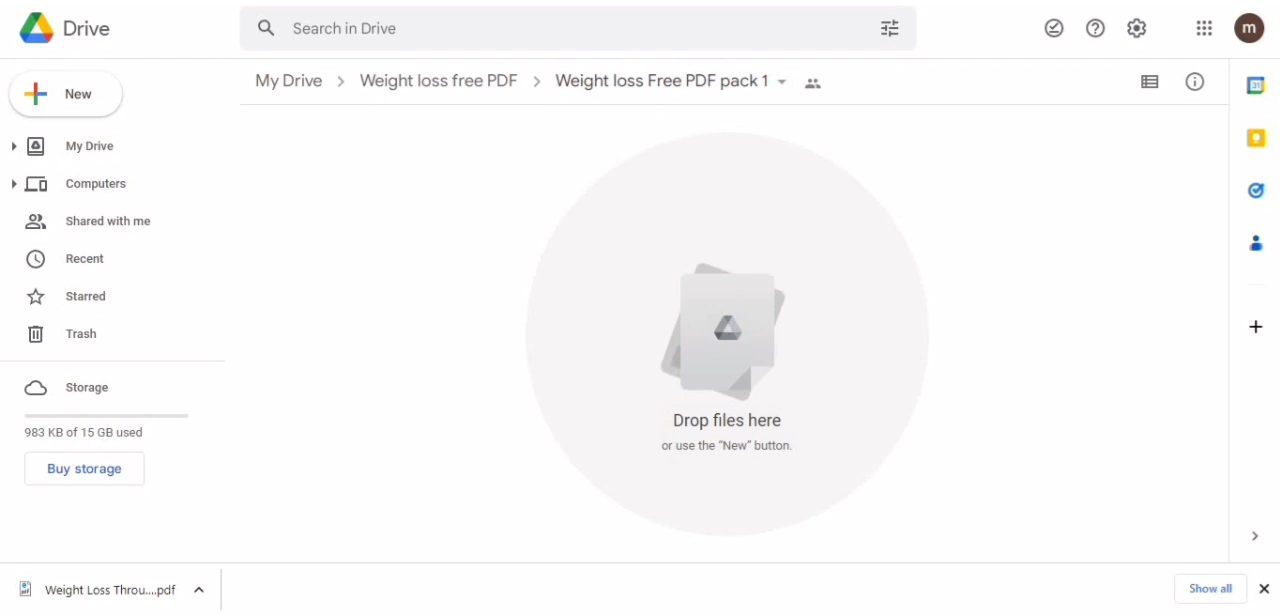 Drive
Search in Drive
m
New
My Drive
Weight loss free PDF
Weight loss Free PDF pack 1
31
My Drive
Computers
Shared with me
Recent
Starred
Trash
Storage
983 KB of 15 GB used
Buy storage
Drop files here
or use the “New” button.
Weight Loss Throu....pdf
Show all